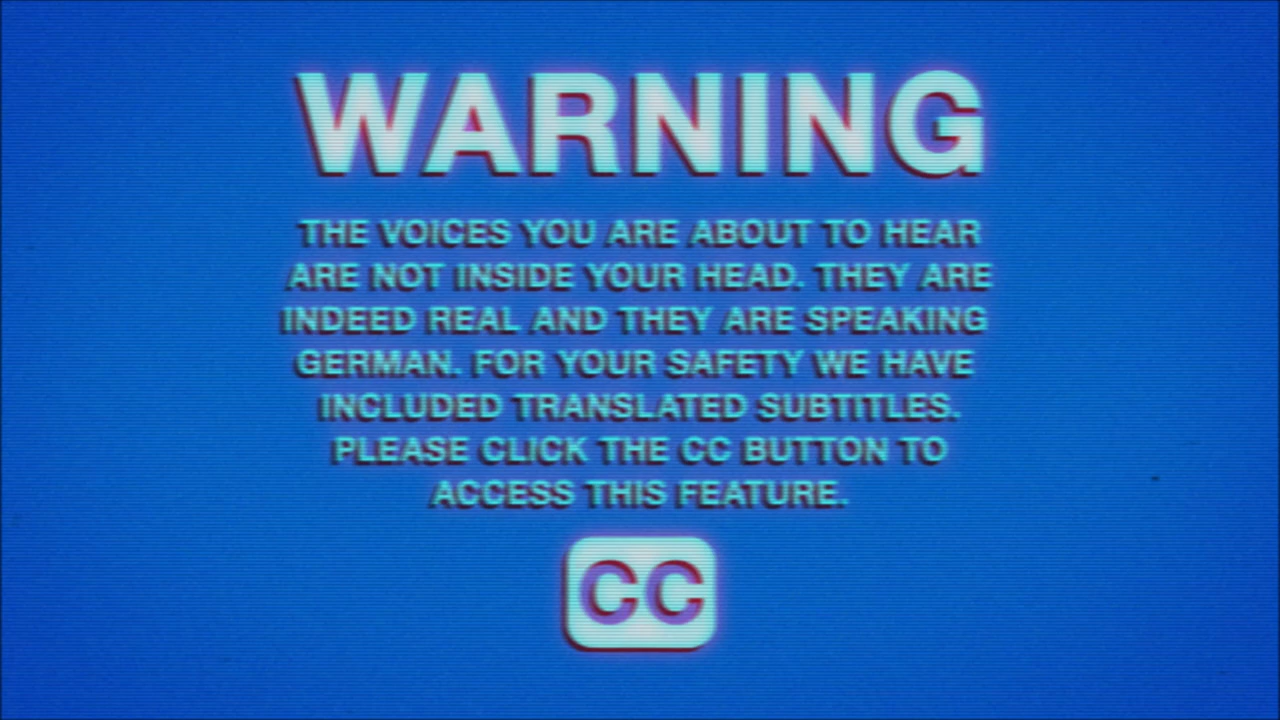 WARNING
THE VOICES YOU ARE ABOUT TO HEAR
ARE NOT INSIDE YOUR HEAD. THEY ARE
INDEED REAL AND THEY ARE SPEAKING
GERMAN. FOR YOUR SAFETY WE HAVE
INCLUDED TRANSLATED SUBTITLES.
PLEASE CLICK THE CC BUTTON TO
ACCESS THIS FEATURE.
CC